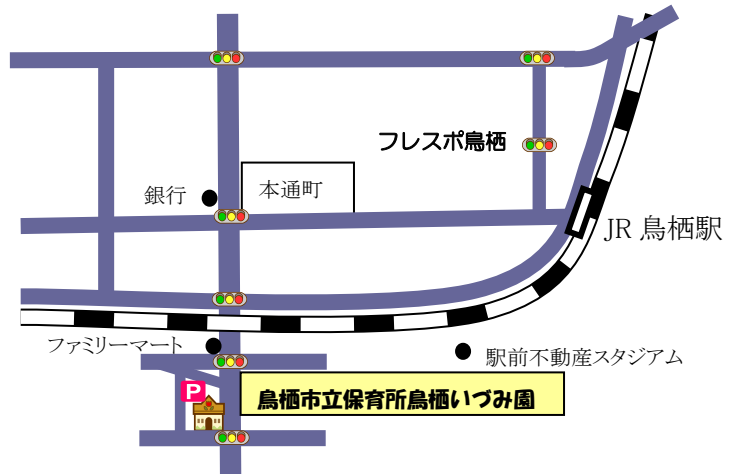 フレスポ鳥栖
銀行
本通町
JR 鳥栖駅
ファミリーマート
駅前不動産スタジアム
P
鳥栖市立保育所鳥栖いづみ園